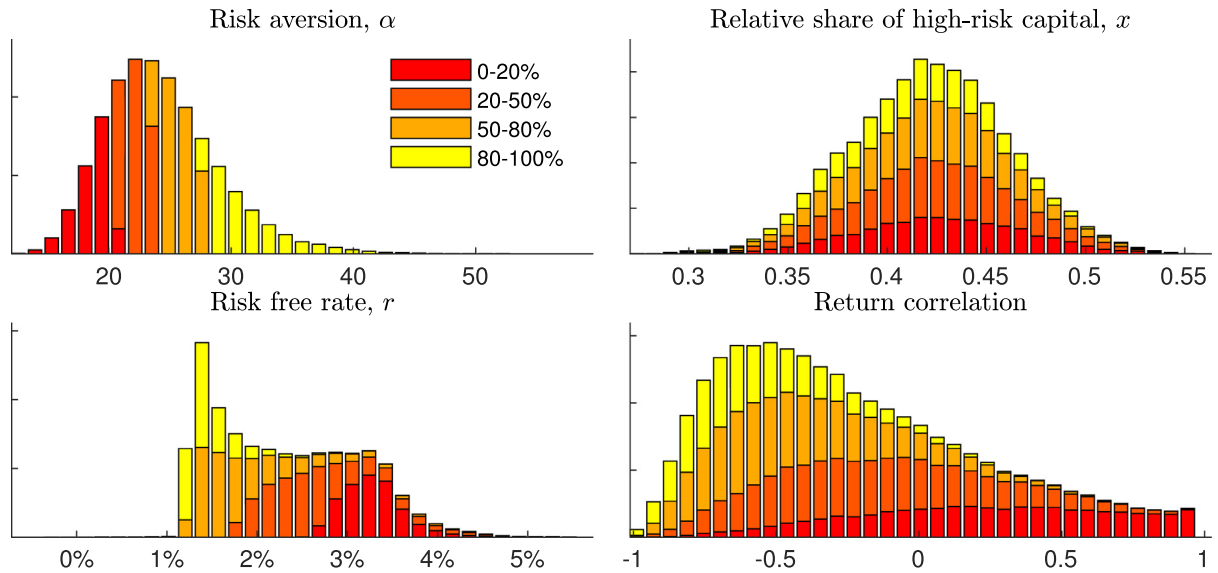 Risk aversion, α
Relative share of high-risk capital, x
0-20%
20-50%
50-80%
80-100%
20 30 40 50
0.3 0.35 0.4 0.45 0.5 0.55
Risk free rate, r
Return correlation
0% 1% 2% 3% 4% 5%
-1 -0.5 0 0.5 1